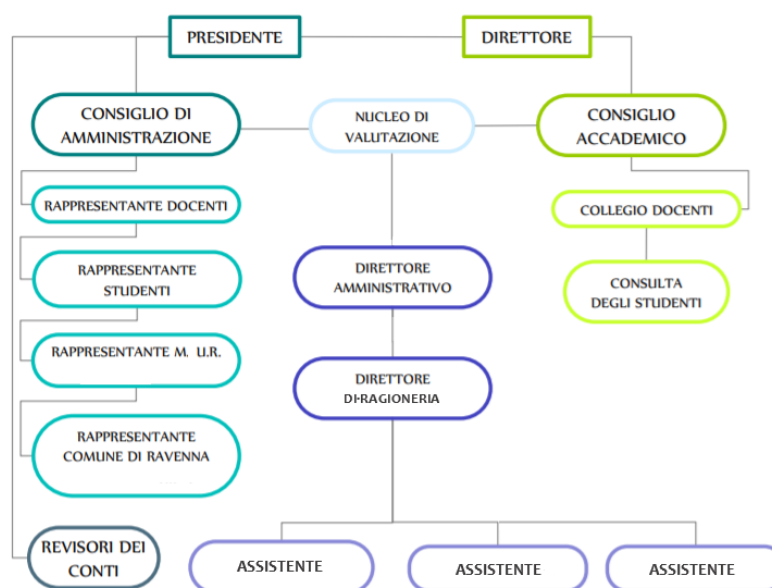 PRESIDENTE
DIRETTORE
CONSIGLIO DI
AMMINISTRAZIONE
NUCLEO DI
VALUTAZIONE
CONSIGLIO
ACCADEMICO
RAPPRESENTANTE DOCENTI
COLLEGIO DOCENTI
RAPPRESENTANTE
STUDENTI
DIRETTORE
AMMINISTRATIVO
CONSULTA
DEGLI STUDENTI
RAPPRESENTANTE M. U.R.
DIRETTORE
DI-RAGIONERIA
RAPPRESENTANTE
COMUNE DI RAVENNA
REVISORI DEI
CONTI
ASSISTENTE
ASSISTENTE
ASSISTENTE